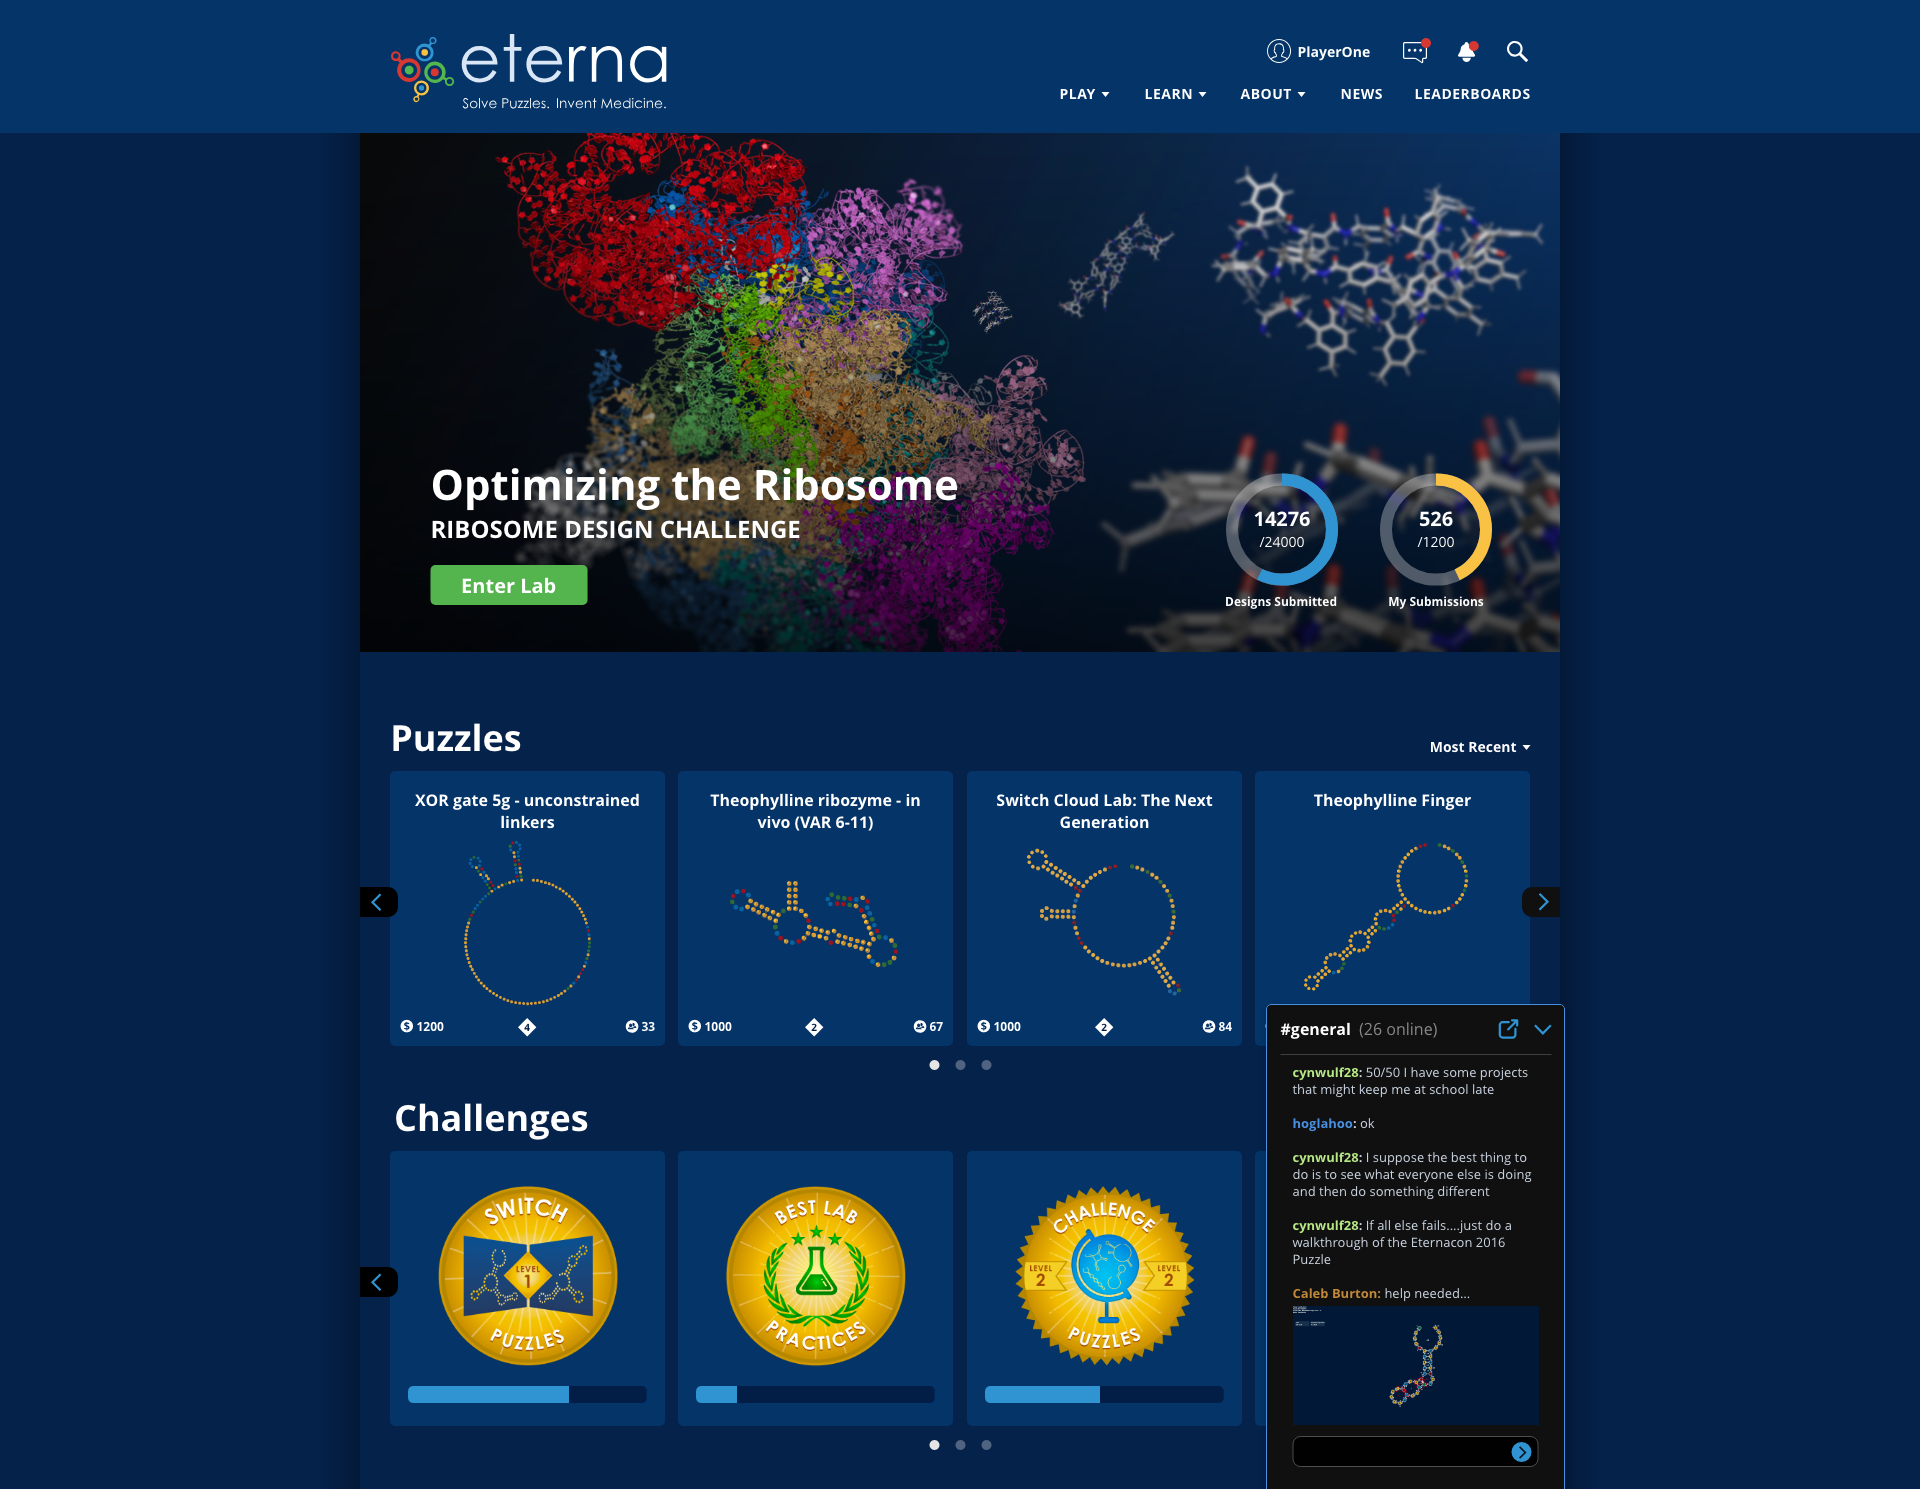 eterna
Solve Puzzles. Invent Medicine.
PlayerOne
PLAY
LEARN
ABOUT
NEWS
LEADERBOARDS
Optimizing the Ribosome
RIBOSOME DESIGN CHALLENGE
Enter Lab
14276
/24000
Designs Submitted
526
/1200
My Submissions
Puzzles
Most Recent
XOR gate 5g - unconstrained
linkers
$ 1200
4
33
Theophylline ribozyme - in
vivo (VAR 6-11)
$ 1000
2
67
Switch Cloud Lab: The Next
Generation
$ 1000
2
84
Theophylline Finger
Challenges
SWITCH
LEVEL
1
PUZZLES
BEST LAB
PRACTICES
CHALLENGE
LEVEL
2
LEVEL
2
PUZZLES
#general (26 online)
cynwulf28: 50/50 I have some projects
that might keep me at school late
hoglahoo: ok
cynwulf28: I suppose the best thing to
do is to see what everyone else is doing
and then do something different
cynwulf28: If all else fails....just do a
walkthrough of the Eternacon 2016
Puzzle
Caleb Burton: help needed...